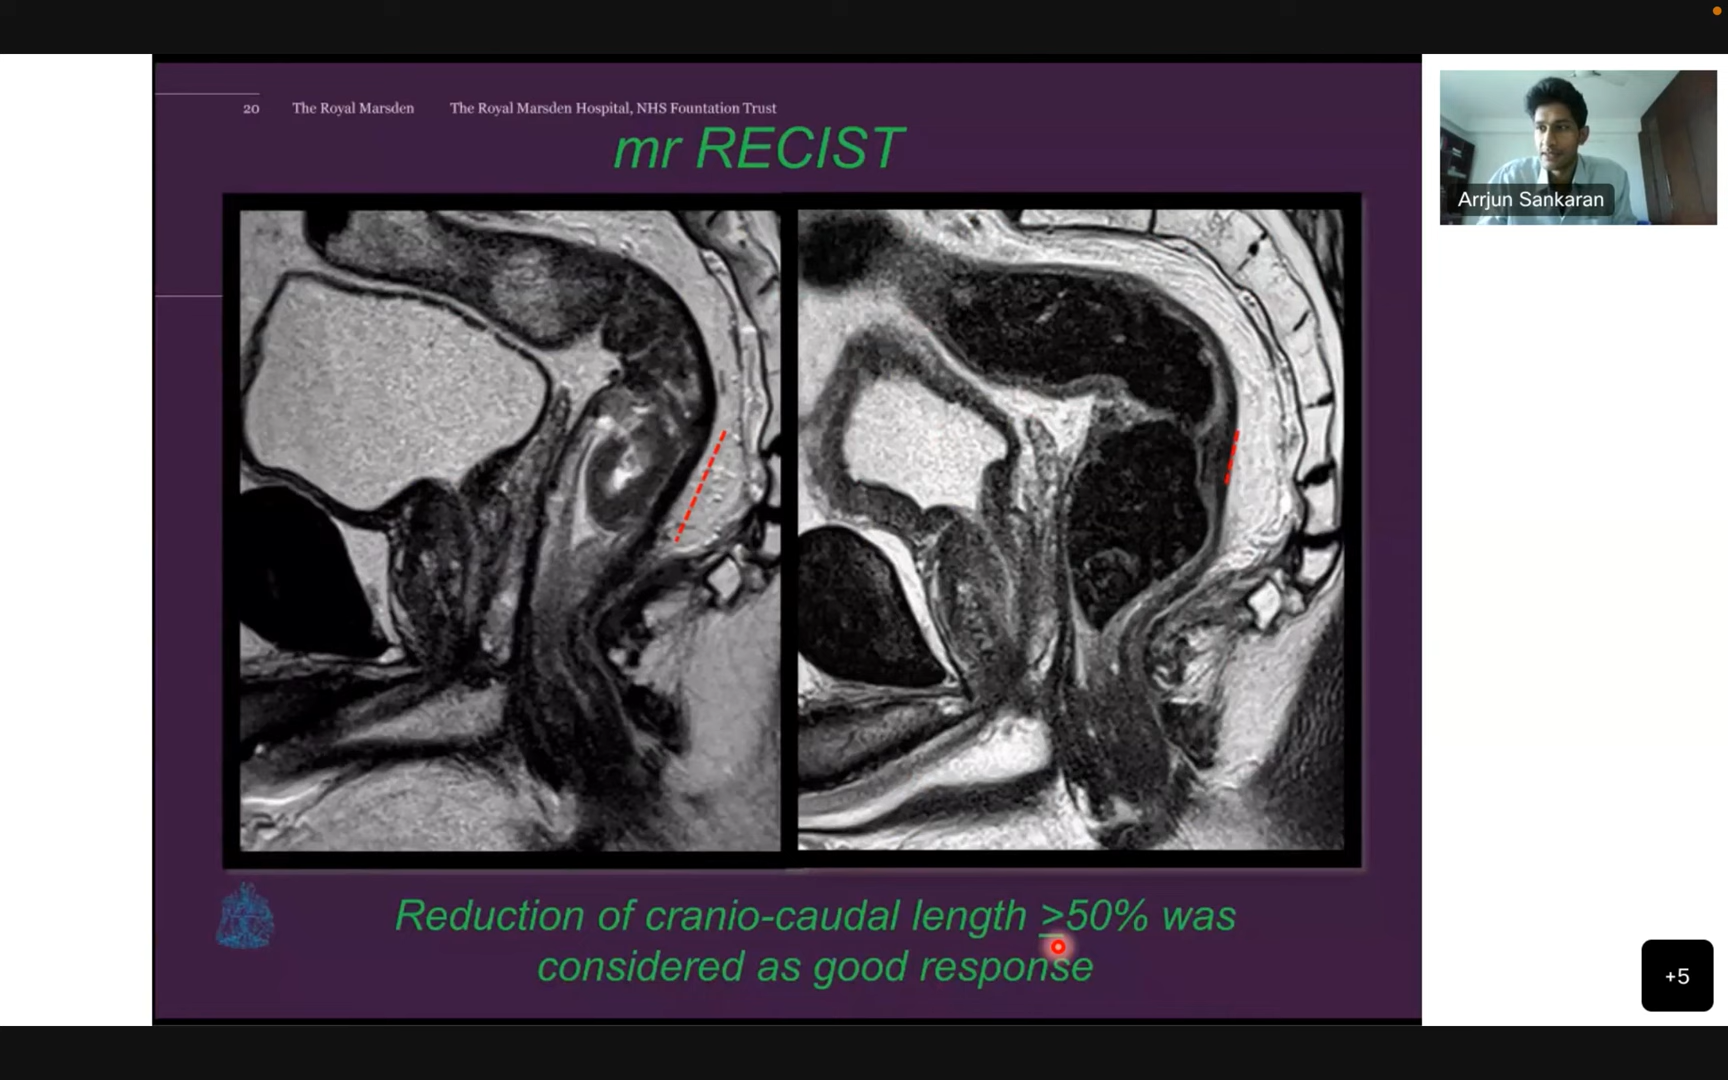 20 The Royal Marsden The Royal Marsden Hospital, NHS Fountation Trust
mr RECIST
Arrjun Sankaran
Reduction of cranio-caudal length ≥50% was
considered as good response
+5